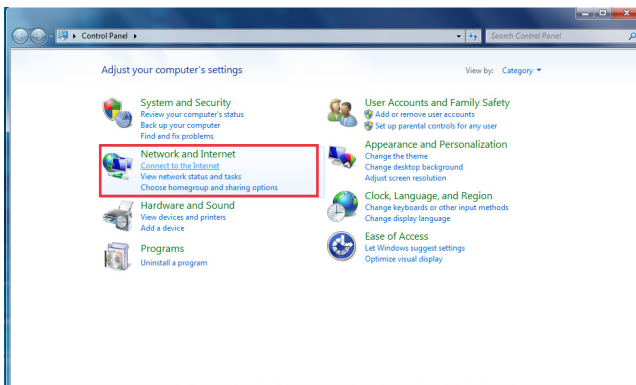 Control Panel
Search Control Panel
Adjust your computer's settings
View by: Category
System and Security
Review your computer's status
Back up your computer
Find and fix problems
Network and Internet
Connect to the Internet
View network status and tasks
Choose homegroup and sharing options
Hardware and Sound
View devices and printers
Add a device
Programs
Uninstall a program
User Accounts and Family Safety
Add or remove user accounts
Set up parental controls for any user
Appearance and Personalization
Change the theme
Change desktop background
Adjust screen resolution
Clock, Language, and Region
Change keyboards or other input methods
Change display language
Ease of Access
Let Windows suggest settings
Optimize visual display